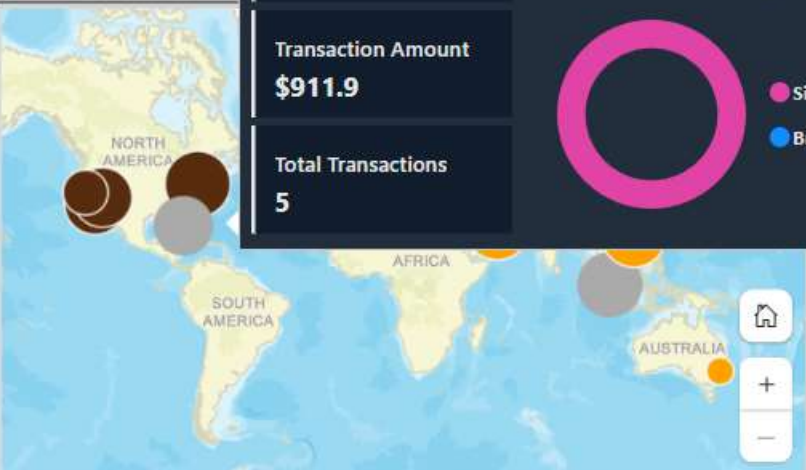 Transaction Amount
$911.9
Total Transactions
5
NORTH
AMERICA
AFRICA
SOUTH
AMERICA
AUSTRALIA
+
−